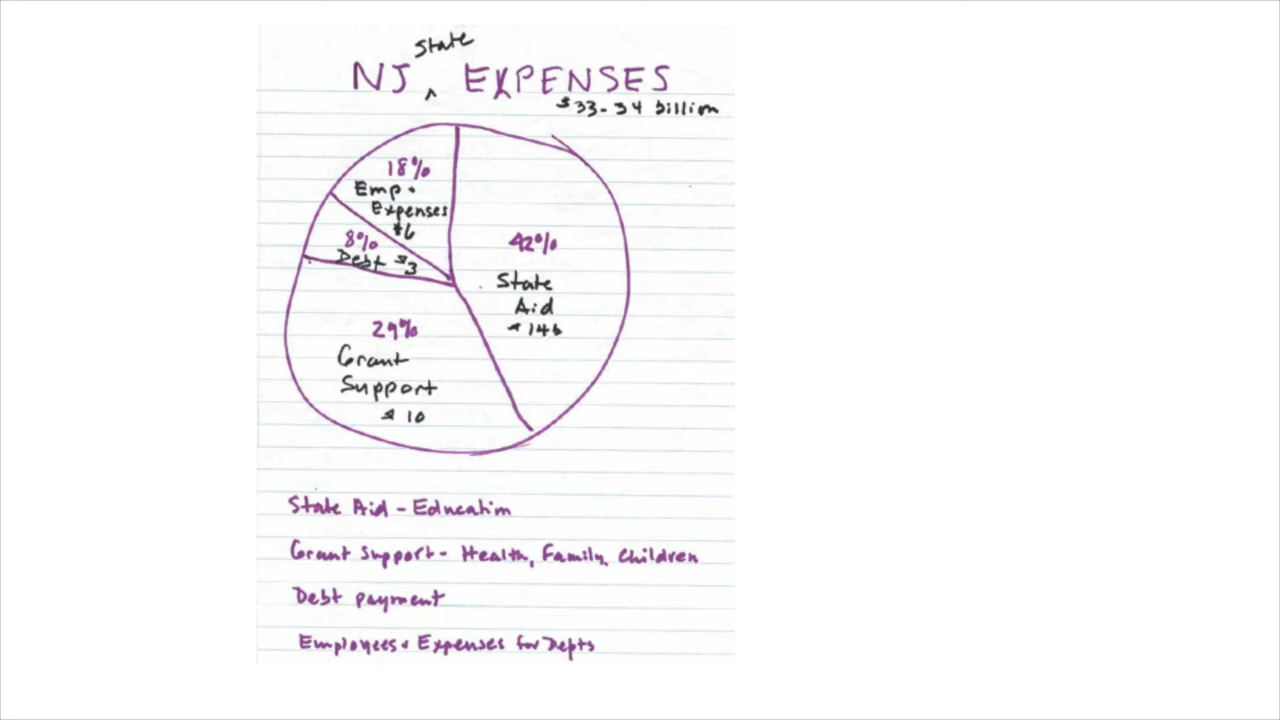 State
NJ ^ EXPENSES
$33-34 billion
18%
Emp +
Expenses
$6
8%
Debt $3
42%
State
Aid
$14b
29%
Grant
Support
$10
State Aid - Education
Grant Support - Health, Family, Children
Debt payment
Employees + Expenses for Depts